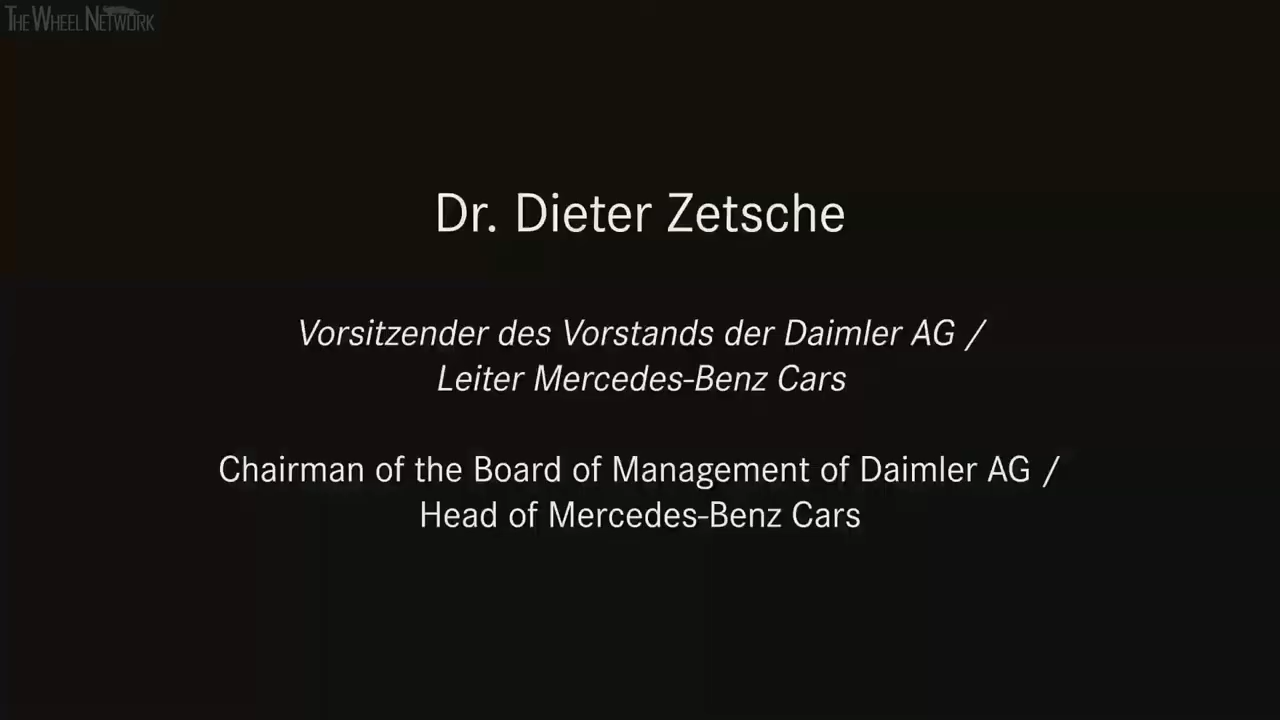 THE WHEEL NETWORK
Dr. Dieter Zetsche
Vorsitzender des Vorstands der Daimler AG /
Leiter Mercedes-Benz Cars
Chairman of the Board of Management of Daimler AG /
Head of Mercedes-Benz Cars